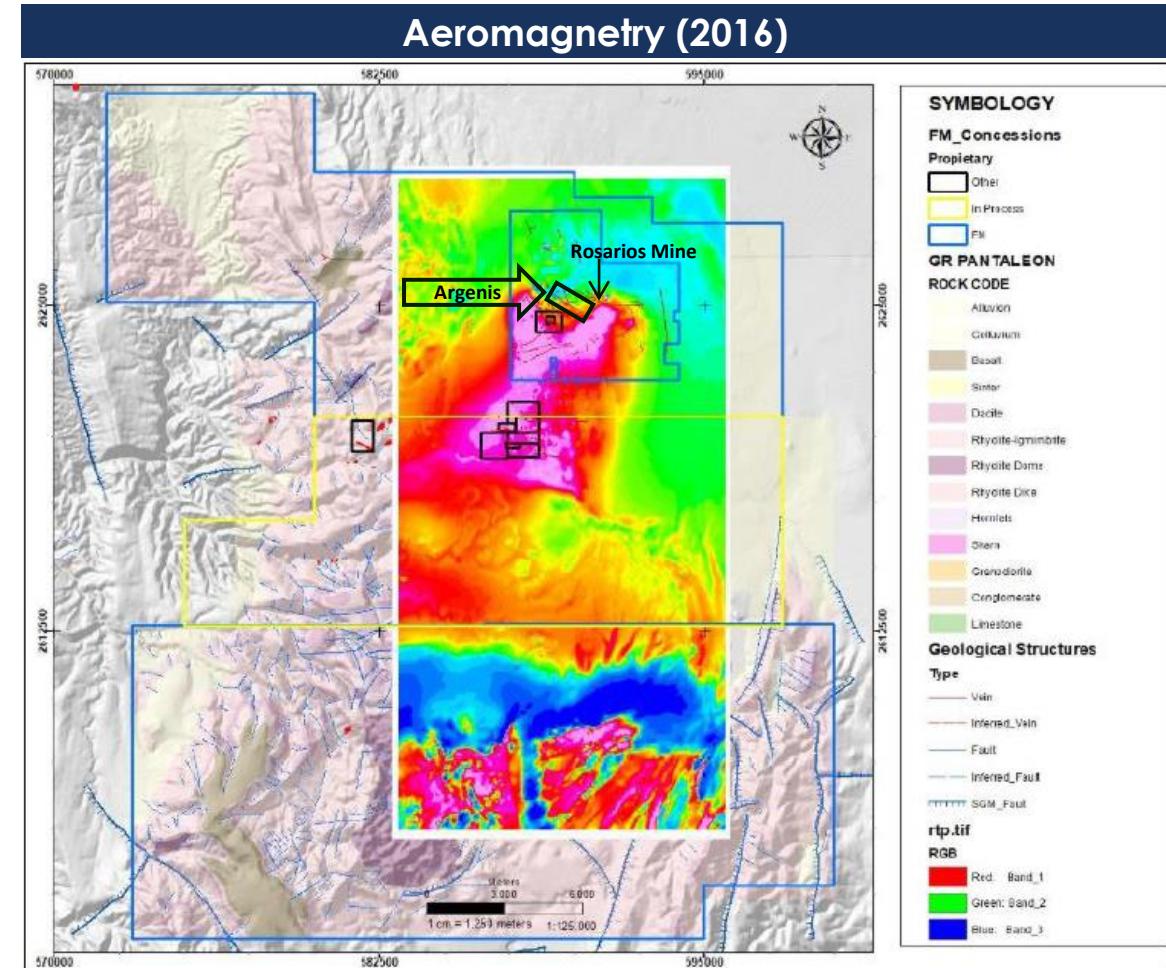 Aeromagnetry (2016)
570000 582500 595000
N
W E
S
Rosarios Mine
Argenis
2625000
2625000
2612500
2612500
meters
0 3,000 6,000
1 cm = 1,250 meters 1:125,000
570000 582500 595000
SYMBOLOGY
FM_Concessions
Propietary
Other
In Process
FM
GR PANTALEON
ROCK CODE
Alluvion
Colluvium
Basalt
Sinter
Dacite
Rhyolite-Ignimbrite
Rhyolite Dome
Rhyolite Dike
Hornfels
Skarn
Granodiorite
Conglomerate
Limestone
Geological Structures
Type
Vein
Inferred_Vein
Fault
Inferred_Fault
SGM_Fault
rtp.tif
RGB
Red: Band_1
Green: Band_2
Blue: Band_3